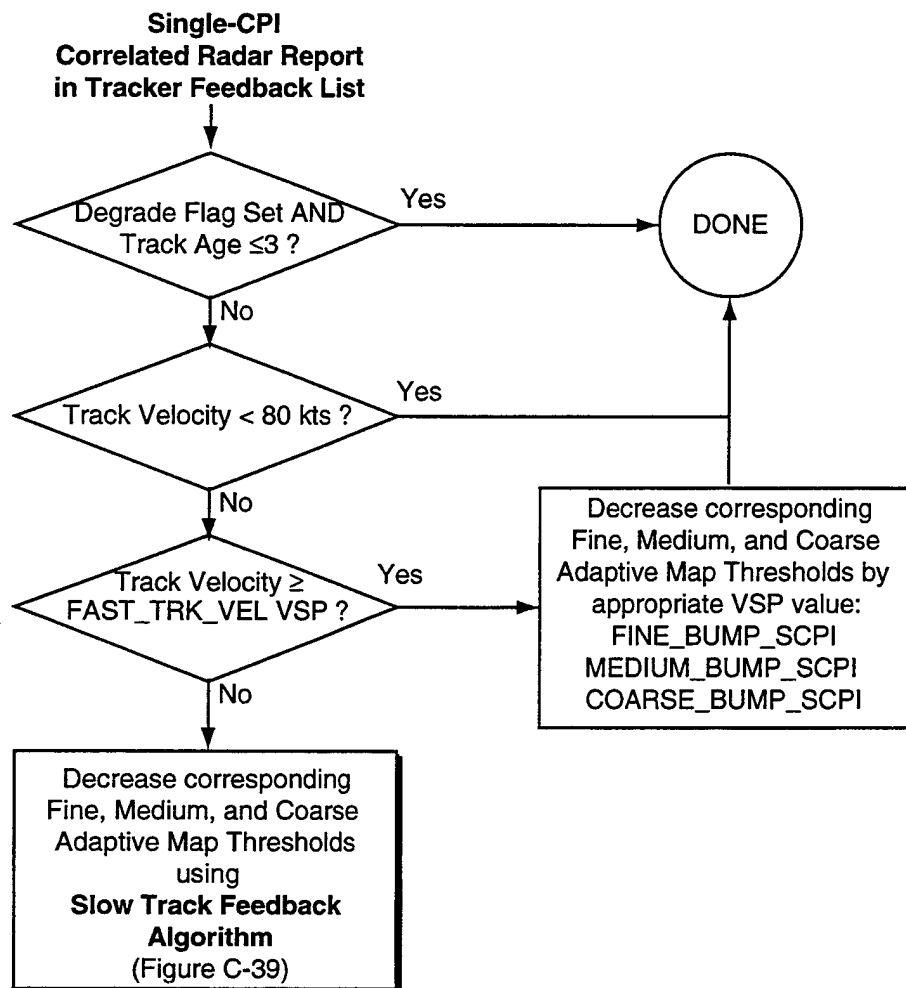 Single-CPI
Correlated Radar Report
in Tracker Feedback List
Degrade Flag Set AND
Track Age ≤3 ?
Yes
DONE
No
Track Velocity < 80 kts ?
Yes
No
Track Velocity ≥
FAST_TRK_VEL VSP ?
Yes
Decrease corresponding
Fine, Medium, and Coarse
Adaptive Map Thresholds by
appropriate VSP value:
FINE_BUMP_SCPI
MEDIUM_BUMP_SCPI
COARSE_BUMP_SCPI
No
Decrease corresponding
Fine, Medium, and Coarse
Adaptive Map Thresholds
using
Slow Track Feedback
Algorithm
(Figure C-39)